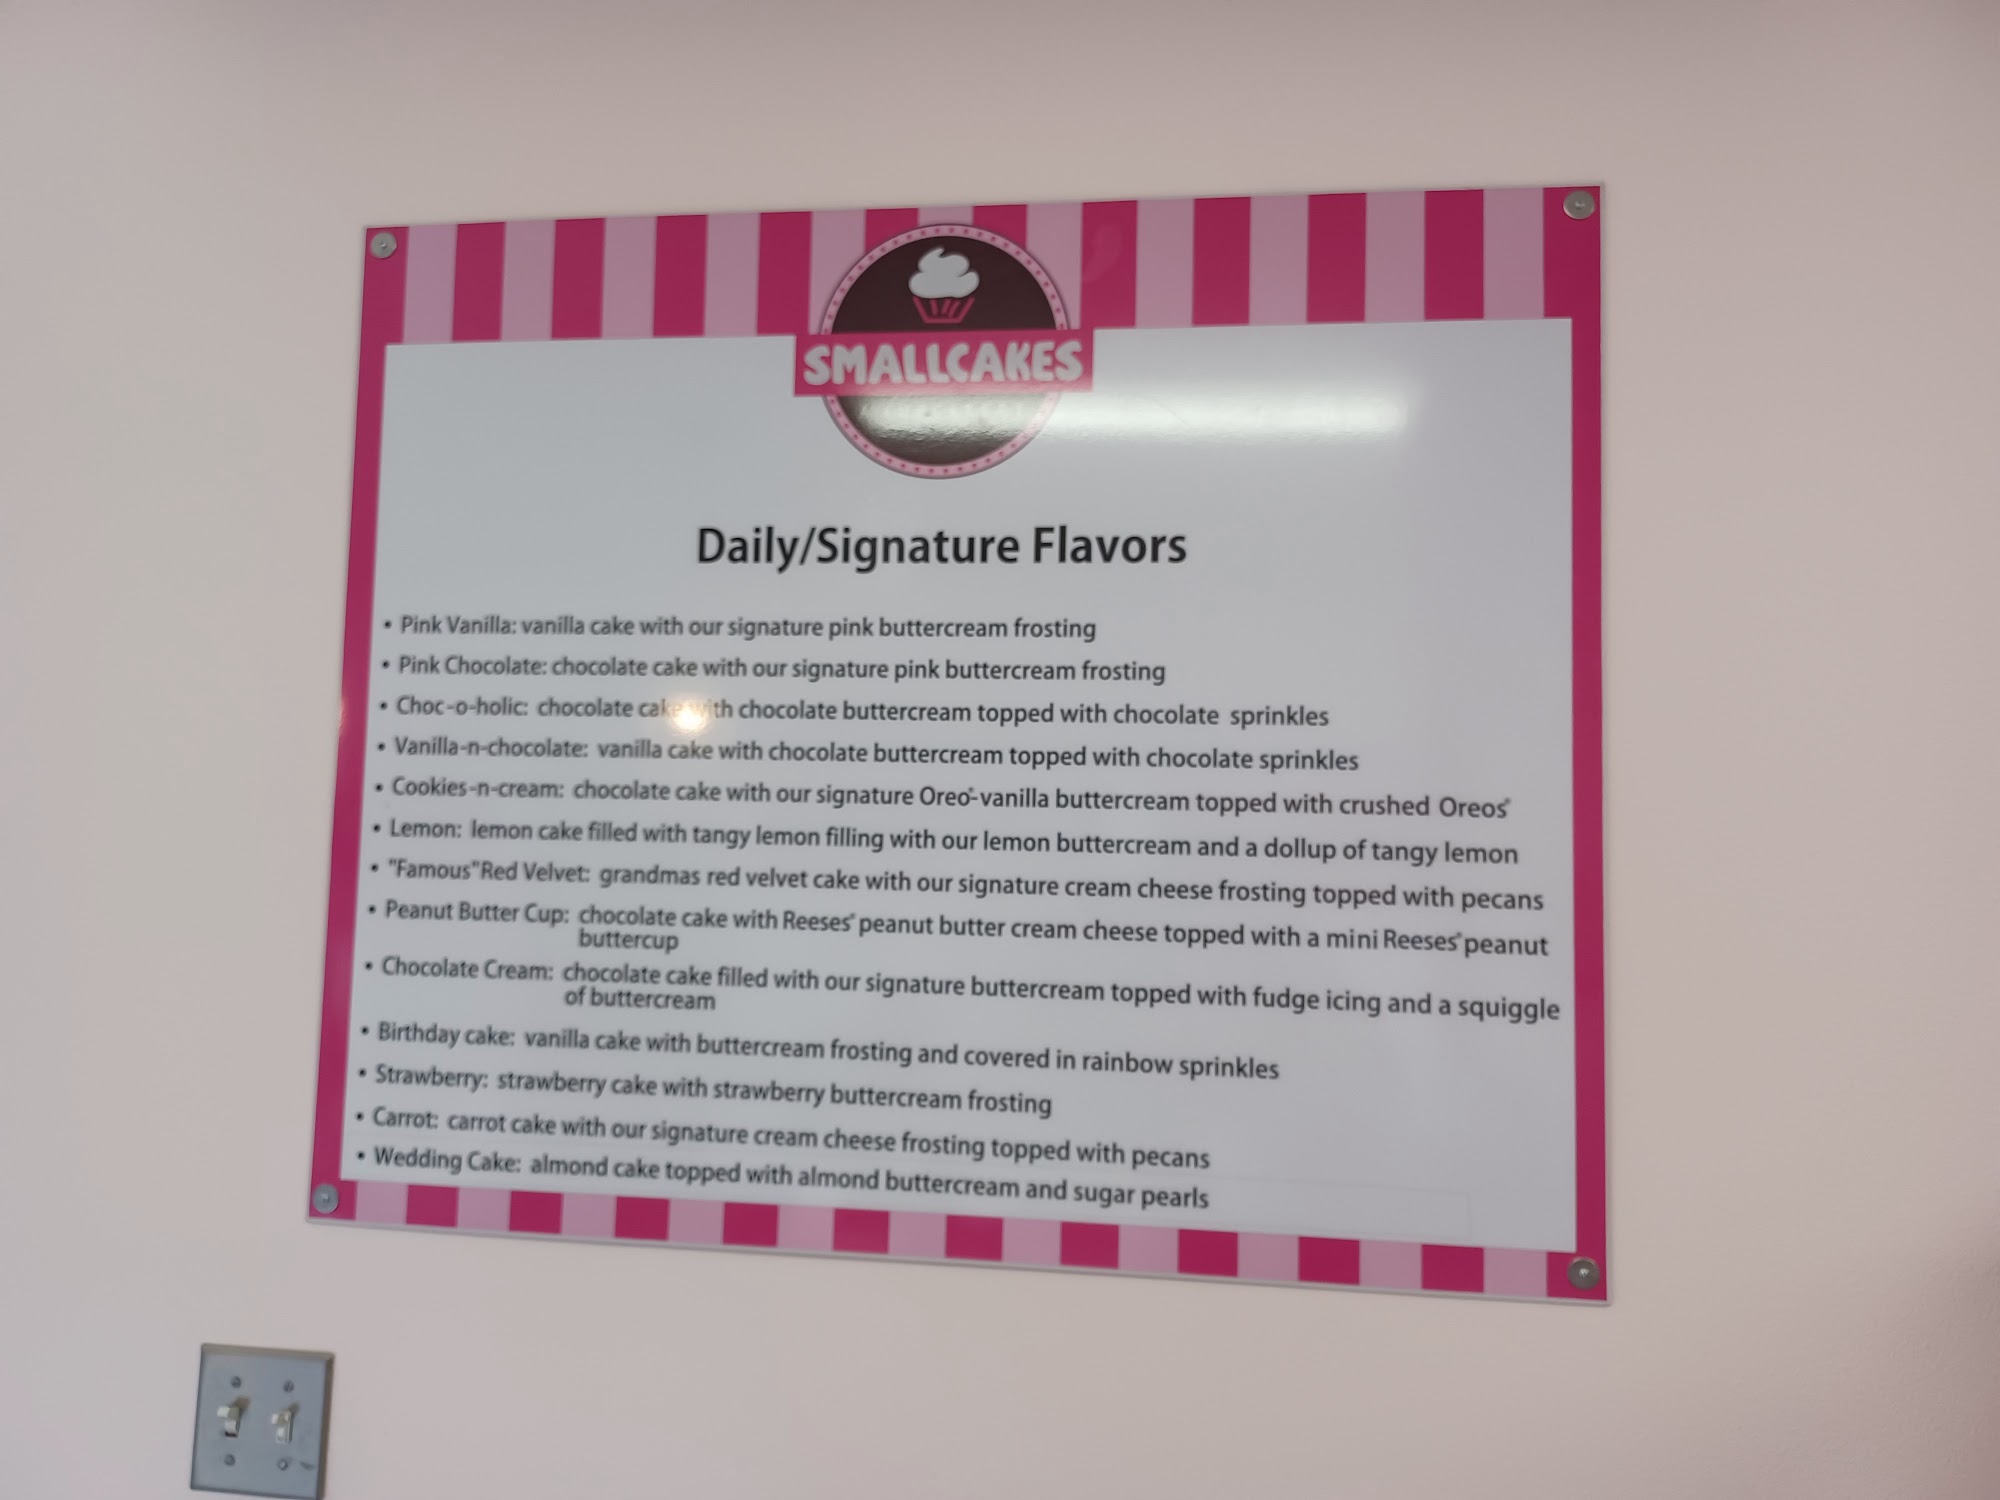 SMALLCAKES
Daily/Signature Flavors
• Pink Vanilla: vanilla cake with our signature pink buttercream frosting
• Pink Chocolate: chocolate cake with our signature pink buttercream frosting
• Choc-o-holic: chocolate cake with chocolate buttercream topped with chocolate sprinkles
• Vanilla-n-chocolate: vanilla cake with chocolate buttercream topped with chocolate sprinkles
• Cookies-n-cream: chocolate cake with our signature Oreo®-vanilla buttercream topped with crushed Oreos®
• Lemon: lemon cake filled with tangy lemon filling with our lemon buttercream and a dollup of tangy lemon
• "Famous"Red Velvet: grandmas red velvet cake with our signature cream cheese frosting topped with pecans
• Peanut Butter Cup: chocolate cake with Reeses® peanut butter cream cheese topped with a mini Reeses® peanut
buttercup
• Chocolate Cream: chocolate cake filled with our signature buttercream topped with fudge icing and a squiggle
of buttercream
• Birthday cake: vanilla cake with buttercream frosting and covered in rainbow sprinkles
• Strawberry: strawberry cake with strawberry buttercream frosting
• Carrot: carrot cake with our signature cream cheese frosting topped with pecans
• Wedding Cake: almond cake topped with almond buttercream and sugar pearls